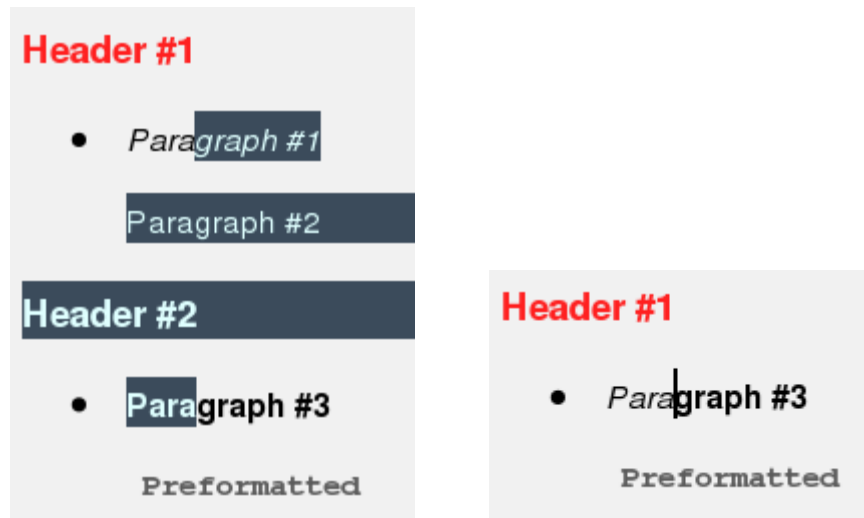 Header #1
• Paragraph #1
Paragraph #2
Header #2
• Paragraph #3
Preformatted
Header #1
• Paragraph #3
Preformatted